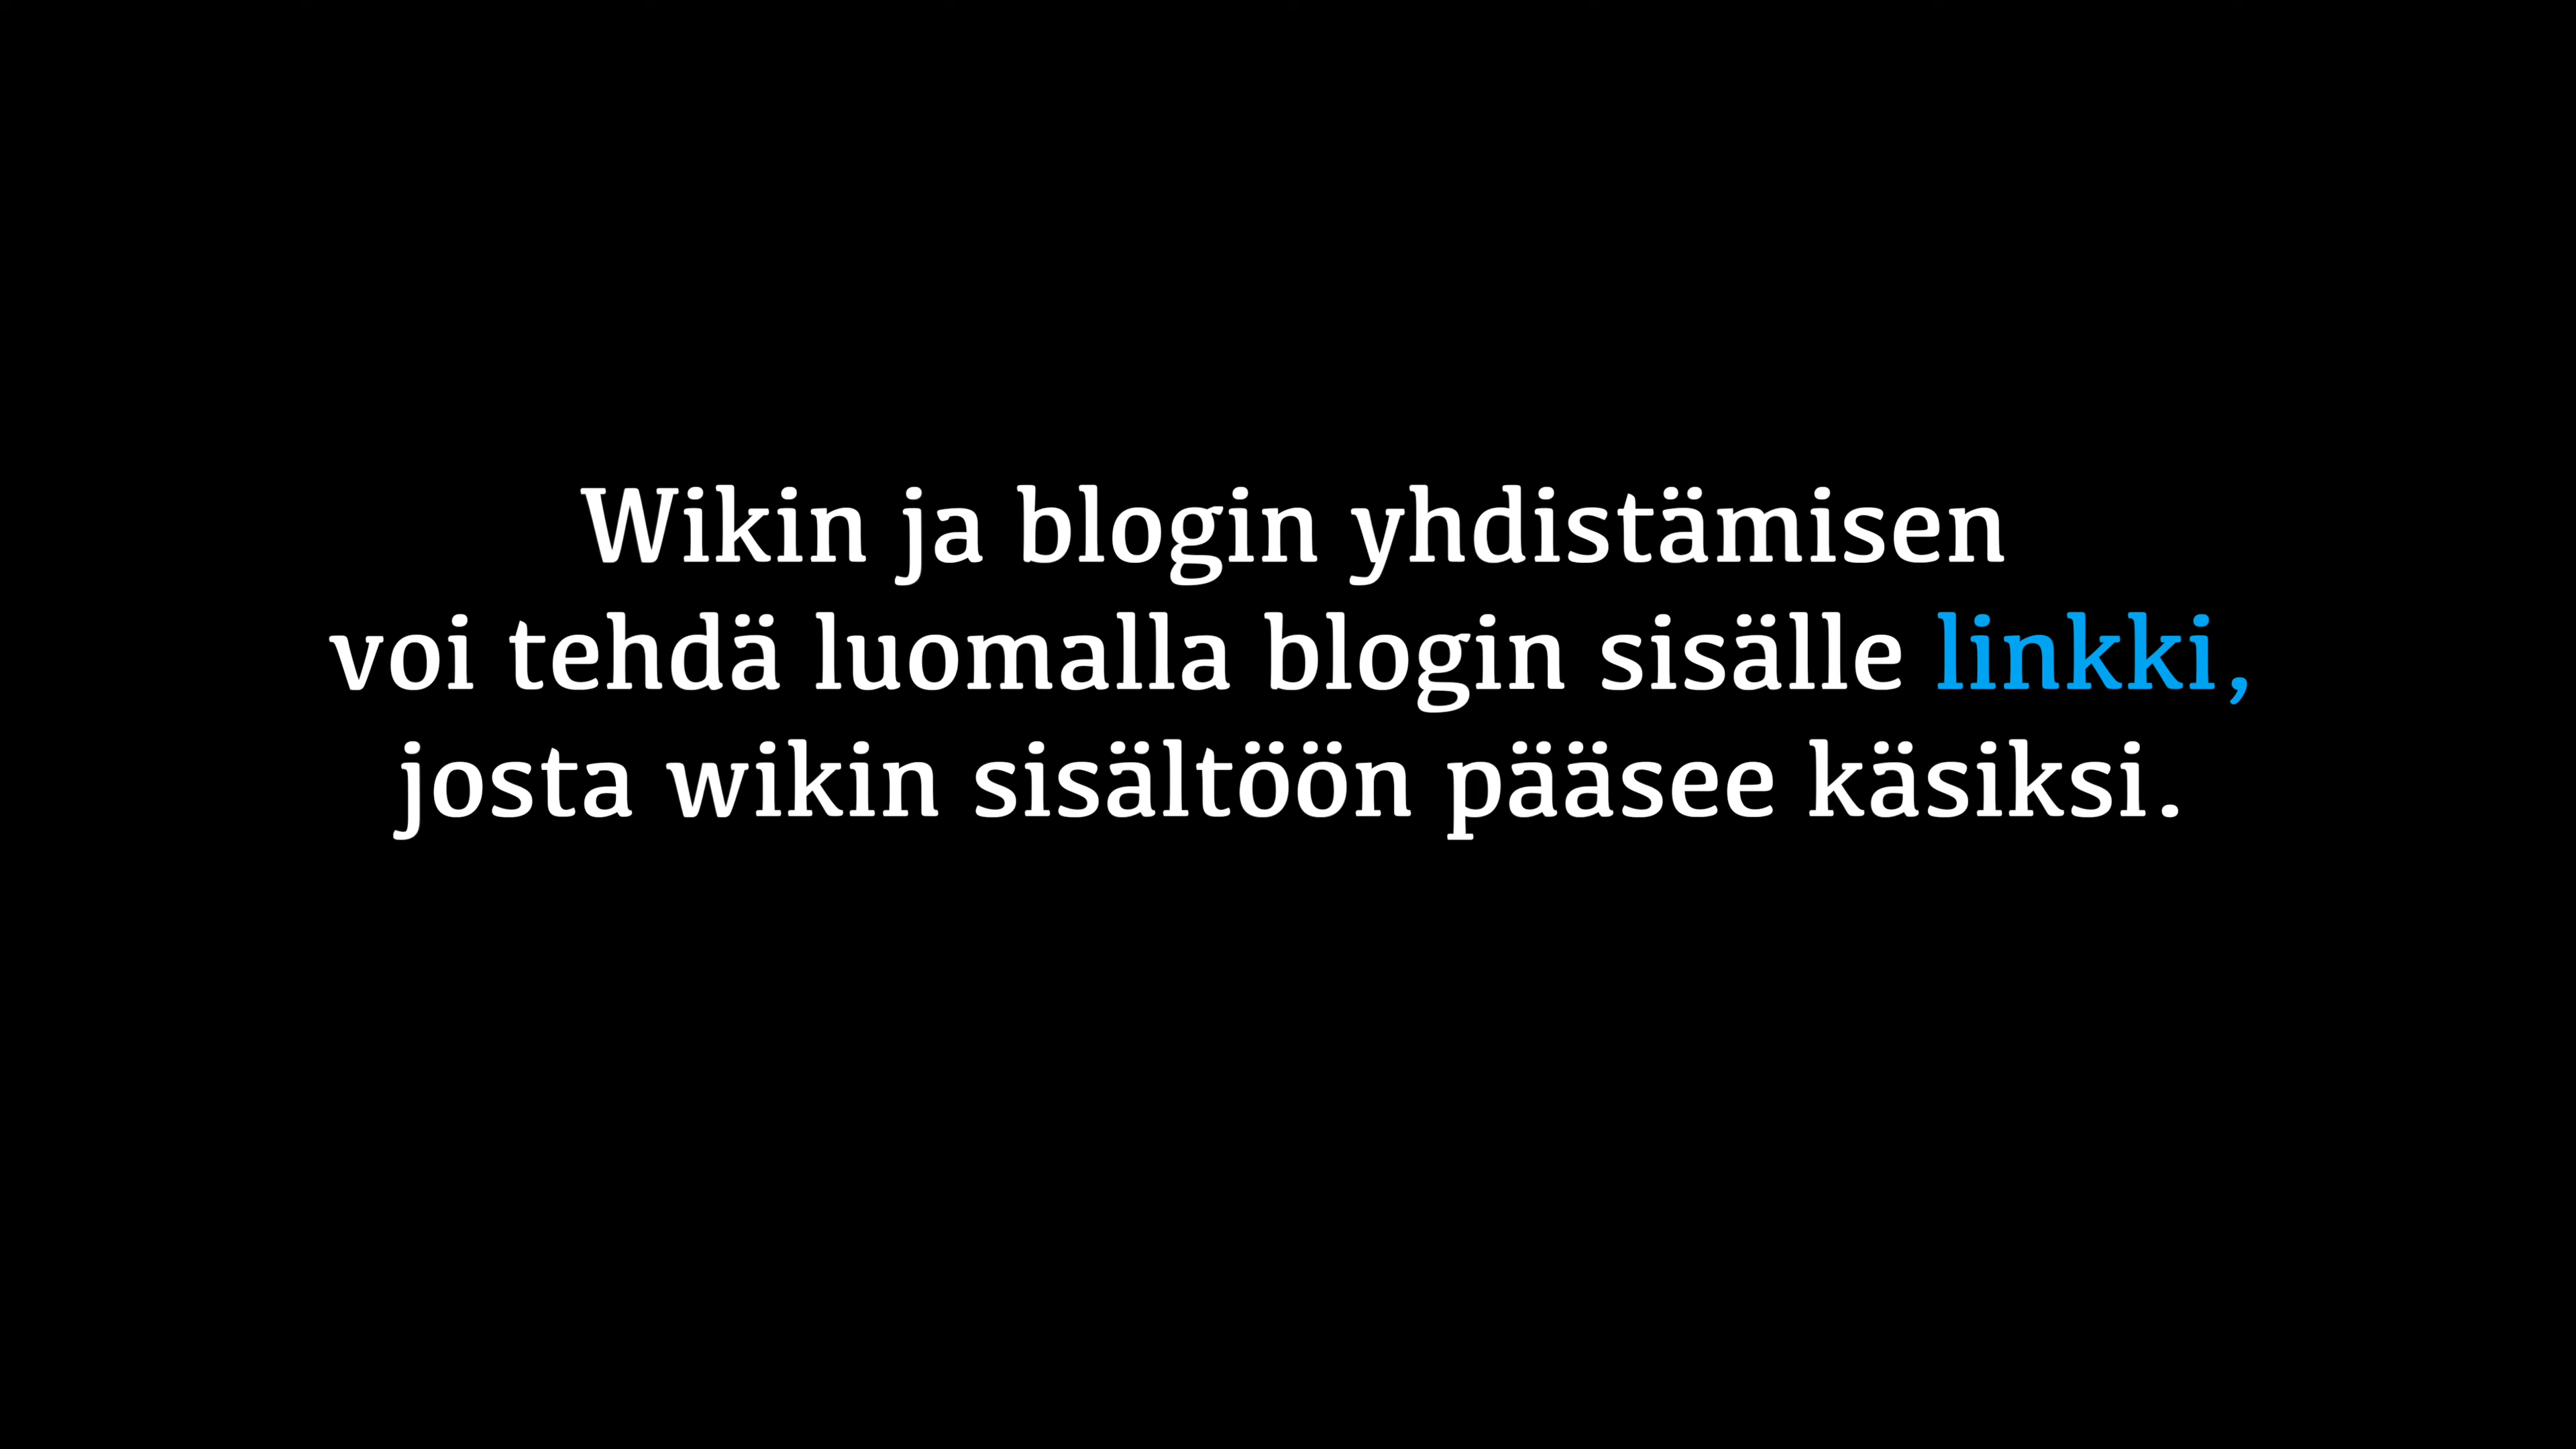 Wikin ja blogin yhdistämisen
voi tehdä luomalla blogin sisälle linkki,
josta wikin sisältöön pääsee käsiksi.